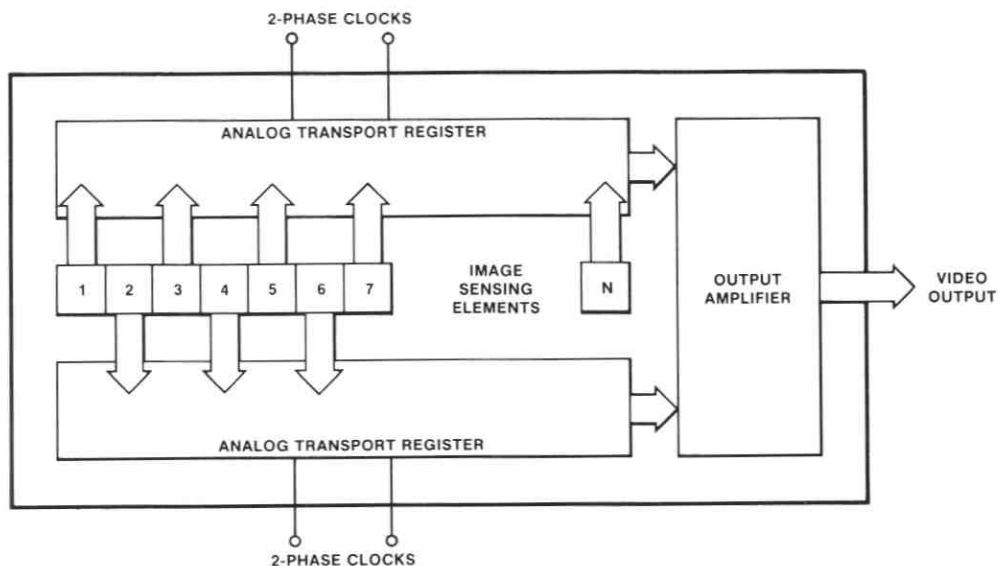 2-PHASE CLOCKS
ANALOG TRANSPORT REGISTER
1 2 3 4 5 6 7
IMAGE
SENSING
ELEMENTS
N
OUTPUT
AMPLIFIER
VIDEO
OUTPUT
ANALOG TRANSPORT REGISTER
2-PHASE CLOCKS